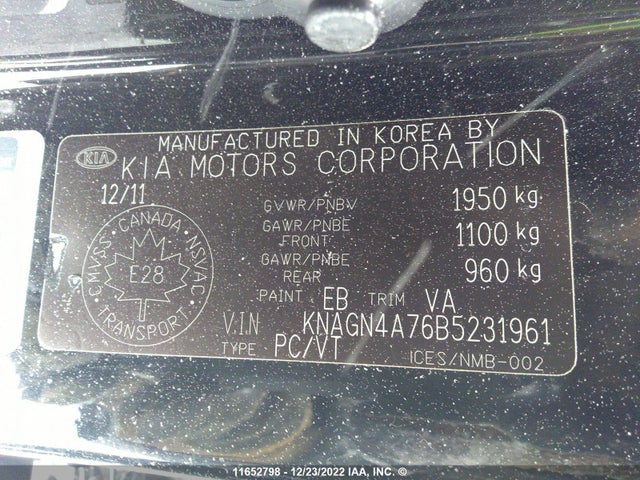 MANUFACTURED IN KOREA BY
KIA KIA MOTORS CORPORATION
12/11
GVWR/PNBV 1950 kg
GAWR/PNBE FRONT 1100 kg
GAWR/PNBE REAR 960 kg
CANADA NSVAC TRANSPORT CMVSS
E28
PAINT EB TRIM VA
V.I.N KNAGN4A76B5231961
TYPE PC/VT ICES/NMB-002
11652798 - 12/23/2022 IAA, INC. ©